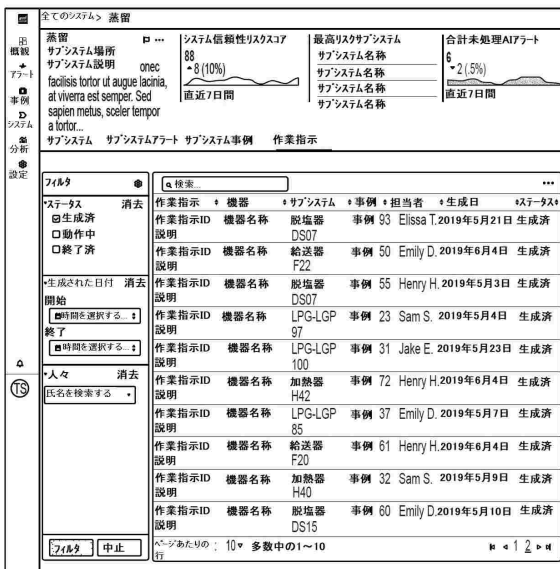 全てのシステム> 蒸留
概観
アラート
事例
システム
分析
設定
TS
蒸留
サブシステム場所
サブシステム説明 onec
facilisis tortor ut augue lacinia,
at viverra est semper. Sed
sapien metus, sceler tempor
a tortor...
システム信頼性リスクスコア
88
8(10%)
直近7日間
最高リスクサブシステム
サブシステム名称
サブシステム名称
サブシステム名称
サブシステム名称
合計未処理AIアラート
6
2(.5%)
直近7日間
サブシステム サブシステムアラート サブシステム事例 作業指示
フィルタ
ステータス 消去
生成済
動作中
終了済
生成された日付 消去
開始
時間を選択する...
終了
時間を選択する...
人々 消去
氏名を検索する
フィルタ 中止
検索...
作業指示 機器 サブシステム 事例 担当者 生成日 ステータス
作業指示ID 機器名称 脱塩器 事例 93 Elissa T. 2019年5月21日 生成済
説明 DS07
作業指示ID 機器名称 給送器 事例 50 Emily D. 2019年6月4日 生成済
説明 F22
作業指示ID 機器名称 脱塩器 事例 55 Henry H. 2019年5月3日 生成済
説明 DS07
作業指示ID 機器名称 LPG-LGP 事例 23 Sam S. 2019年5月4日 生成済
説明 97
作業指示ID 機器名称 LPG-LGP 事例 31 Jake E. 2019年5月23日 生成済
説明 100
作業指示ID 機器名称 加熱器 事例 72 Henry H. 2019年6月4日 生成済
説明 H42
作業指示ID 機器名称 LPG-LGP 事例 37 Emily D. 2019年5月7日 生成済
説明 85
作業指示ID 機器名称 給送器 事例 61 Henry H. 2019年6月4日 生成済
説明 F20
作業指示ID 機器名称 加熱器 事例 32 Sam S. 2019年5月9日 生成済
説明 H40
作業指示ID 機器名称 脱塩器 事例 60 Emily D. 2019年5月10日 生成済
説明 DS15
ページあたりの行 : 10 多数中の1~10 1 2